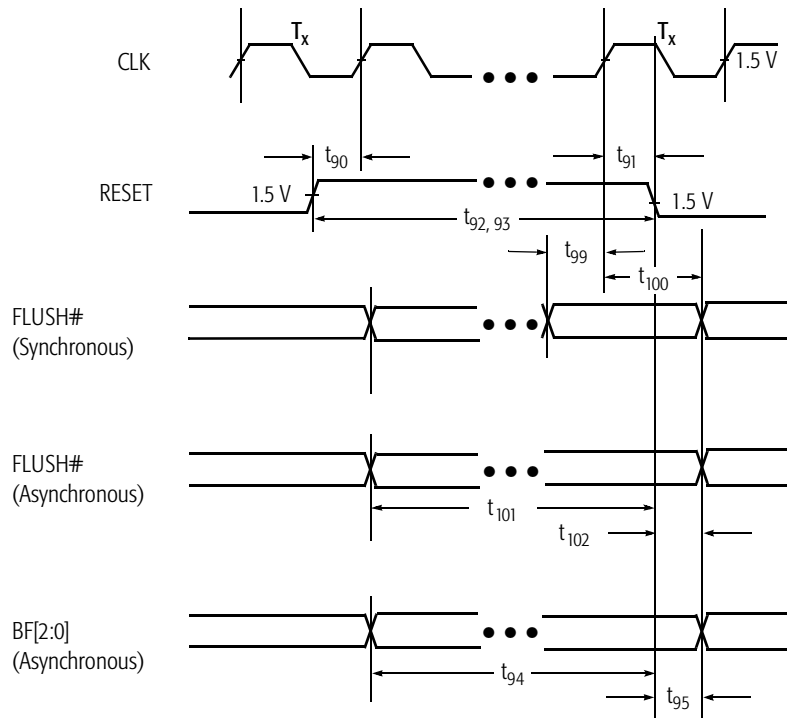 Tx Tx
CLK
1.5 V
t90 t91
RESET
1.5 V 1.5 V
t92, 93
t99
t100
FLUSH#
(Synchronous)
FLUSH#
(Asynchronous)
t101
t102
BF[2:0]
(Asynchronous)
t94
t95